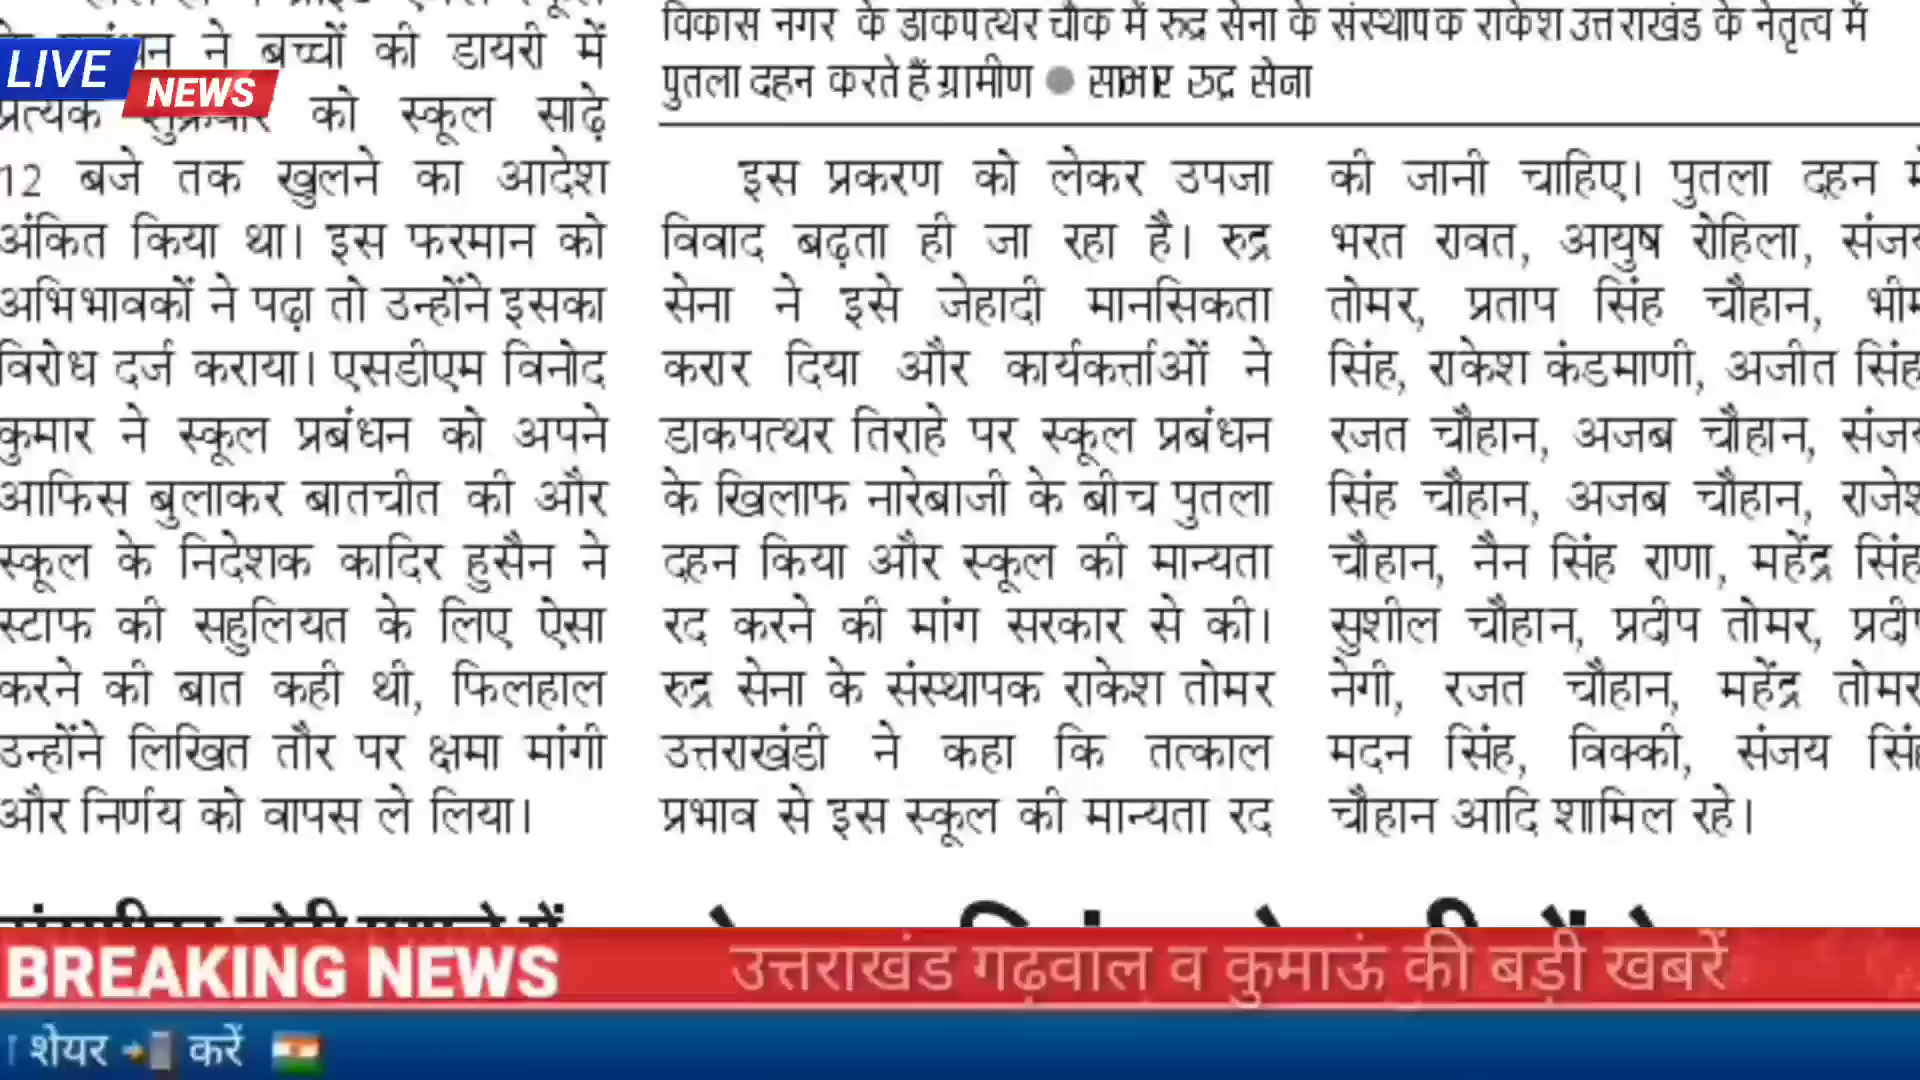 LIVE
NEWS
ने बच्चों की डायरी में
प्रत्येक शुक्रवार को स्कूल साढ़े
12 बजे तक खुलने का आदेश
अंकित किया था। इस फरमान को
अभिभावकों ने पढ़ा तो उन्होंने इसका
विरोध दर्ज कराया। एसडीएम विनोद
कुमार ने स्कूल प्रबंधन को अपने
आफिस बुलाकर बातचीत की और
स्कूल के निदेशक कादिर हुसैन ने
स्टाफ की सहुलियत के लिए ऐसा
करने की बात कही थी, फिलहाल
उन्होंने लिखित तौर पर क्षमा मांगी
और निर्णय को वापस ले लिया।
विकास नगर के डाकपत्थर चौक में रुद्र सेना के संस्थापक राकेश उत्तराखंड के नेतृत्व में
पुतला दहन करते हैं ग्रामीण ● साभार रुद्र सेना
इस प्रकरण को लेकर उपजा
विवाद बढ़ता ही जा रहा है। रुद्र
सेना ने इसे जेहादी मानसिकता
करार दिया और कार्यकर्त्ताओं ने
डाकपत्थर तिराहे पर स्कूल प्रबंधन
के खिलाफ नारेबाजी के बीच पुतला
दहन किया और स्कूल की मान्यता
रद करने की मांग सरकार से की।
रुद्र सेना के संस्थापक राकेश तोमर
उत्तराखंडी ने कहा कि तत्काल
प्रभाव से इस स्कूल की मान्यता रद
की जानी चाहिए। पुतला दहन में
भरत रावत, आयुष रोहिला, संजय
तोमर, प्रताप सिंह चौहान, भीम
सिंह, राकेश कंडमाणी, अजीत सिंह
रजत चौहान, अजब चौहान, संजय
सिंह चौहान, अजब चौहान, राजेश
चौहान, नैन सिंह राणा, महेंद्र सिंह
सुशील चौहान, प्रदीप तोमर, प्रदीप
नेगी, रजत चौहान, महेंद्र तोमर
मदन सिंह, विक्की, संजय सिंह
चौहान आदि शामिल रहे।
BREAKING NEWS
उत्तराखंड गढ़वाल व कुमाऊं की बड़ी खबरें
शेयर 📲 करें 🇮🇳